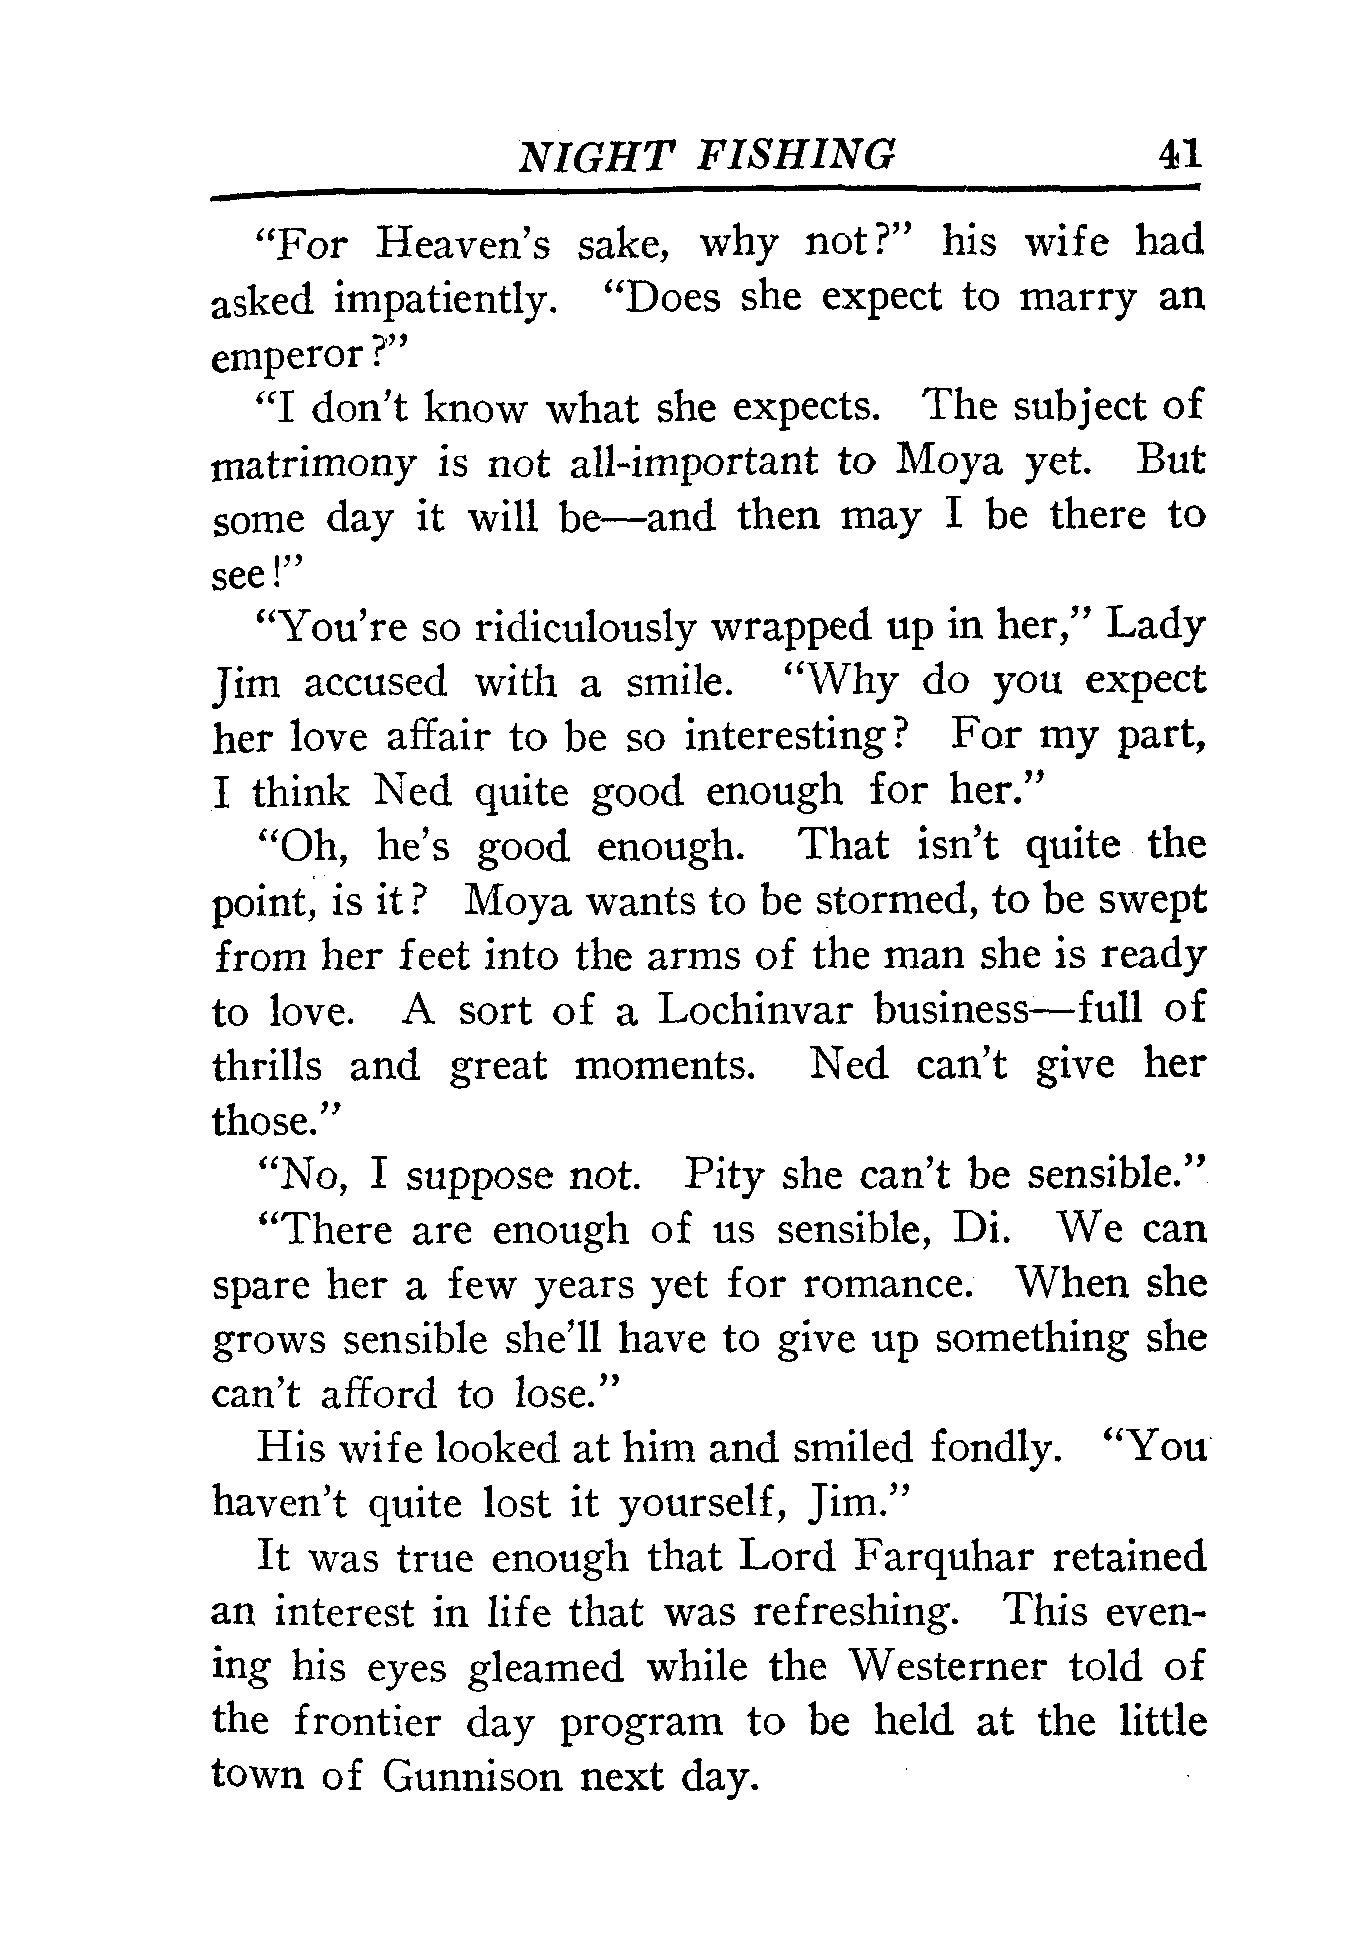 NIGHT FISHING 41
“For Heaven’s sake, why not?” his wife had
asked impatiently. “Does she expect to marry an
emperor?”
“I don’t know what she expects. The subject of
matrimony is not all-important to Moya yet. But
some day it will be—and then may I be there to
see!”
“You’re so ridiculously wrapped up in her,” Lady
Jim accused with a smile. “Why do you expect
her love affair to be so interesting? For my part,
I think Ned quite good enough for her.”
“Oh, he’s good enough. That isn’t quite the
point, is it? Moya wants to be stormed, to be swept
from her feet into the arms of the man she is ready
to love. A sort of a Lochinvar business—full of
thrills and great moments. Ned can’t give her
those.”
“No, I suppose not. Pity she can’t be sensible.”
“There are enough of us sensible, Di. We can
spare her a few years yet for romance. When she
grows sensible she’ll have to give up something she
can’t afford to lose.”
His wife looked at him and smiled fondly. “You
haven’t quite lost it yourself, Jim.”
It was true enough that Lord Farquhar retained
an interest in life that was refreshing. This even-
ing his eyes gleamed while the Westerner told of
the frontier day program to be held at the little
town of Gunnison next day.